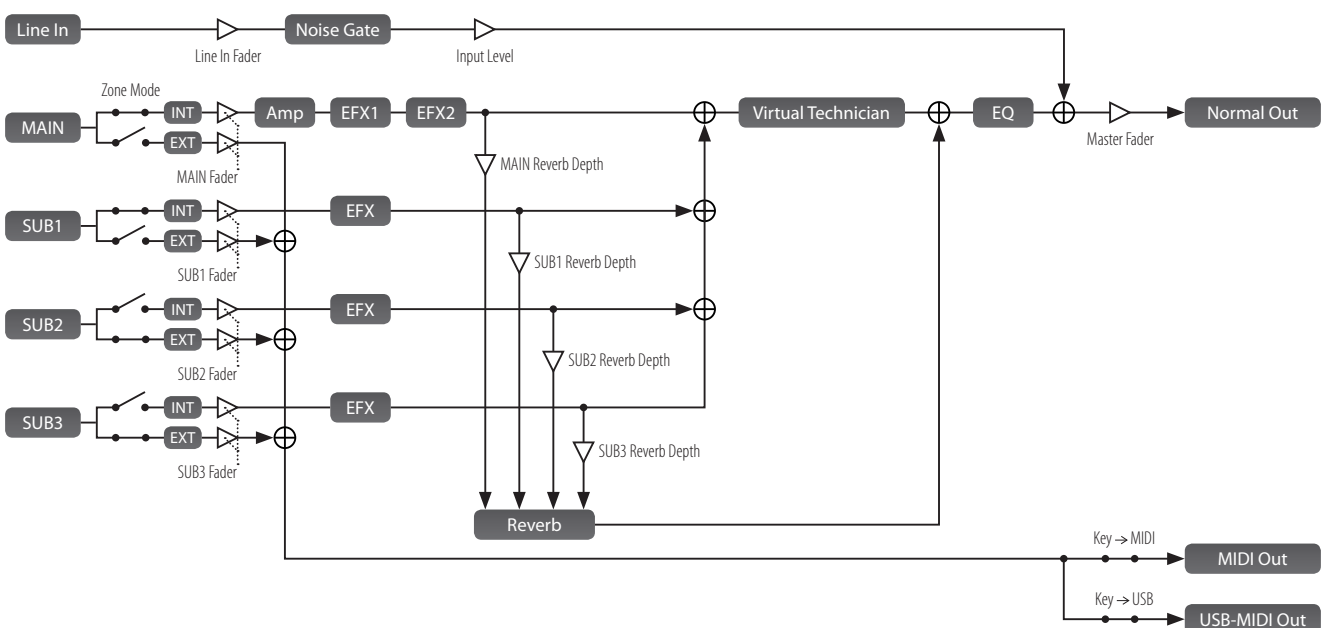 Line In
Line In Fader
Noise Gate
Input Level
Zone Mode
MAIN
INT
EXT
MAIN Fader
Amp
EFX1
EFX2
MAIN Reverb Depth
Virtual Technician
EQ
Master Fader
Normal Out
SUB1
INT
EXT
SUB1 Fader
EFX
SUB1 Reverb Depth
SUB2
INT
EXT
SUB2 Fader
EFX
SUB2 Reverb Depth
SUB3
INT
EXT
SUB3 Fader
EFX
SUB3 Reverb Depth
Reverb
Key → MIDI
MIDI Out
Key → USB
USB-MIDI Out